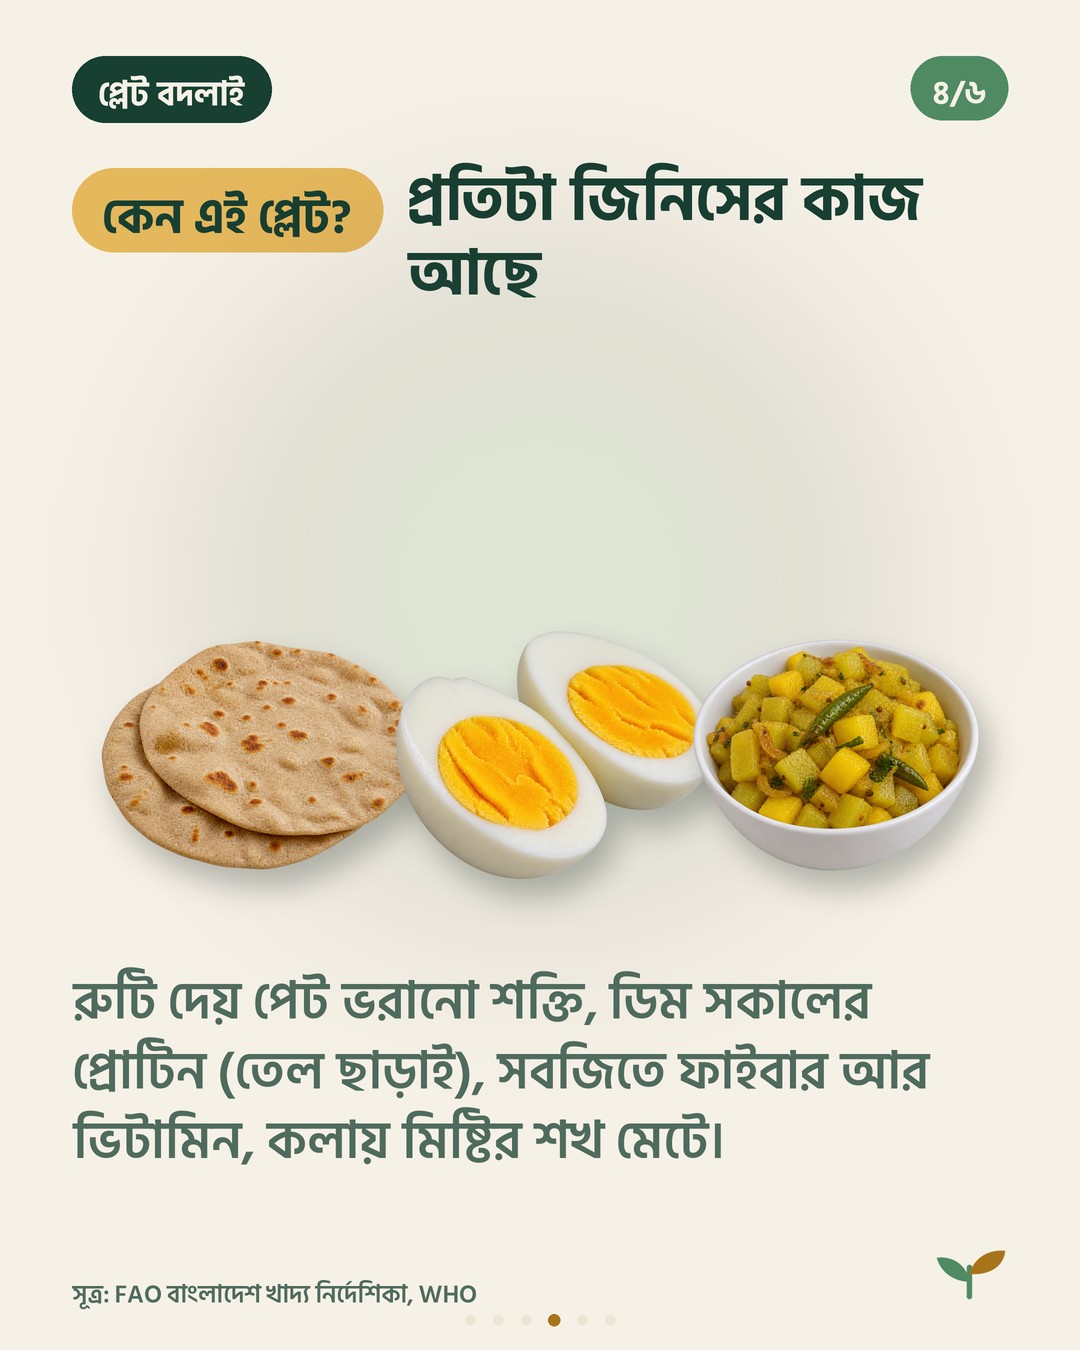 প্লেট বদলাই
৪/৬
কেন এই প্লেট?
প্রতিটা জিনিসের কাজ
আছে
রুটি দেয় পেট ভরানো শক্তি, ডিম সকালের
প্রোটিন (তেল ছাড়াই), সবজিতে ফাইবার আর
ভিটামিন, কলায় মিষ্টির শখ মেটে।
সূত্র: FAO বাংলাদেশ খাদ্য নির্দেশিকা, WHO